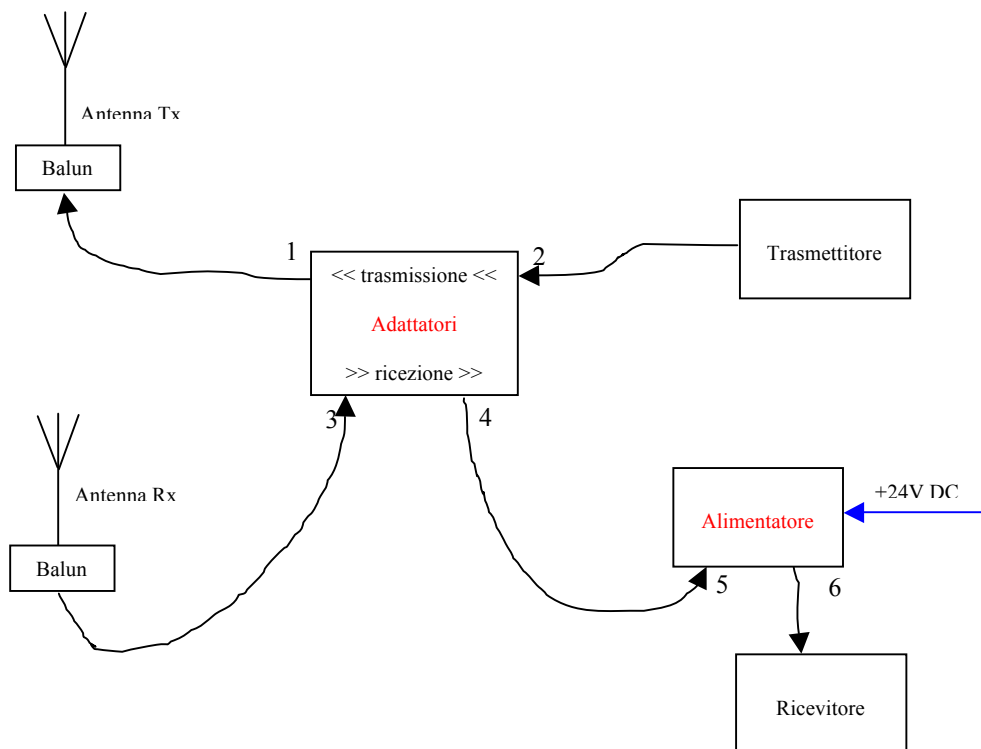 Antenna Tx
Balun
1
2
<< trasmissione <<
Adattatori
>> ricezione >>
Trasmettitore
3
4
Antenna Rx
Balun
+24V DC
Alimentatore
5
6
Ricevitore